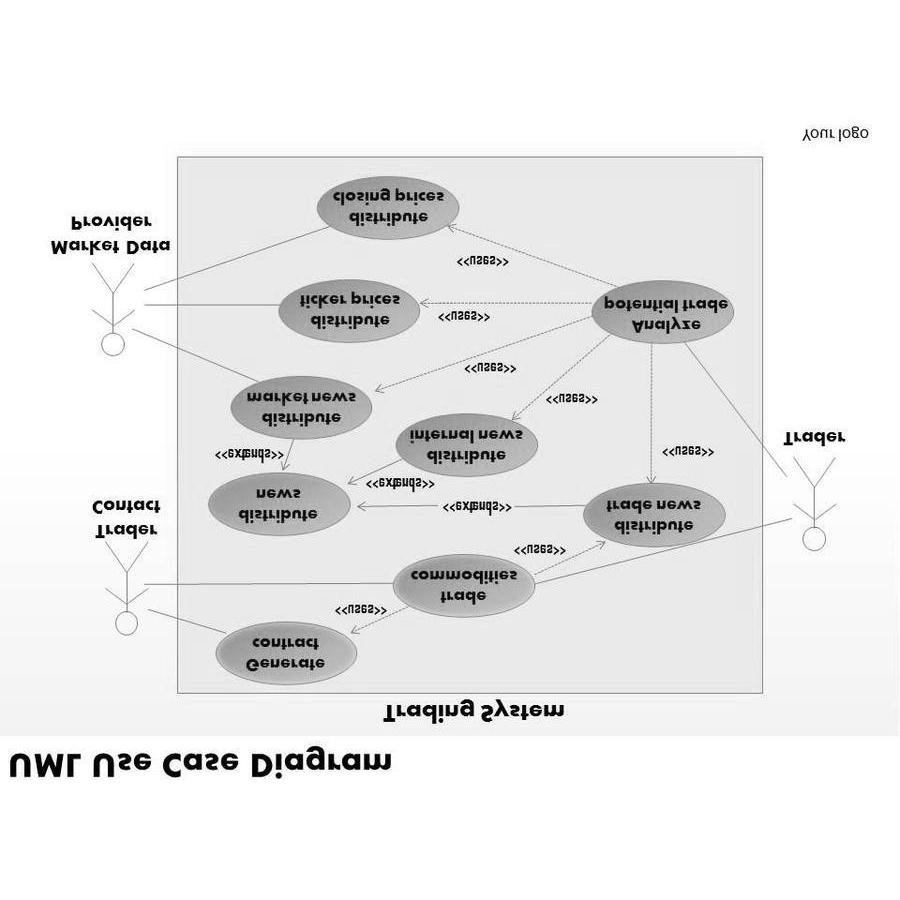 UML Use Case Diagram
Trading System
Generate
contract
<<uses>>
trade
commodities
<<uses>>
Trader
Contact
distribute
news
<<extends>>
distribute
trade news
<<extends>>
<<extends>>
<<uses>>
distribute
internal news
distribute
market news
Trader
<<uses>>
<<uses>>
<<uses>>
distribute
ticker prices
Analyze
potential trade
<<uses>>
Market Data
Provider
distribute
closing prices
Your logo